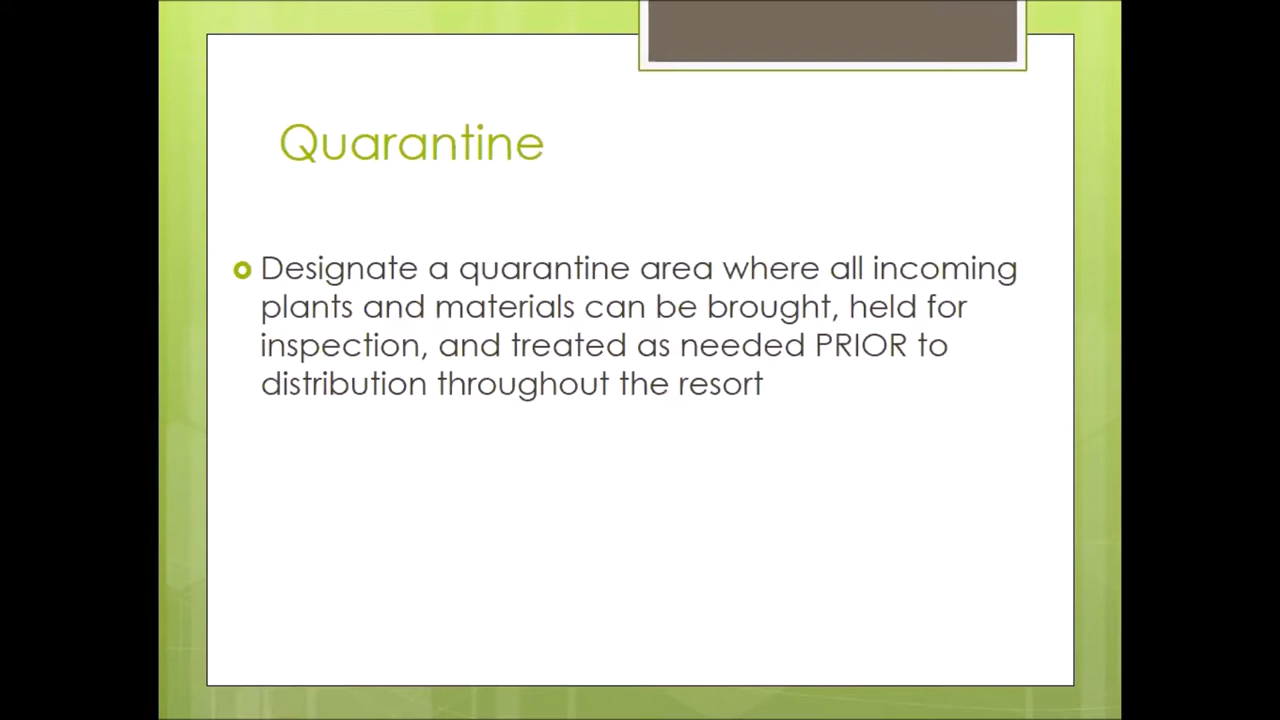 Quarantine
Designate a quarantine area where all incoming
plants and materials can be brought, held for
inspection, and treated as needed PRIOR to
distribution throughout the resort